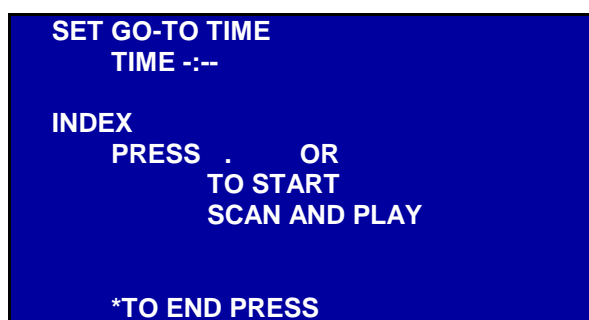 SET GO-TO TIME
TIME -:--
INDEX
PRESS . OR
TO START
SCAN AND PLAY
*TO END PRESS